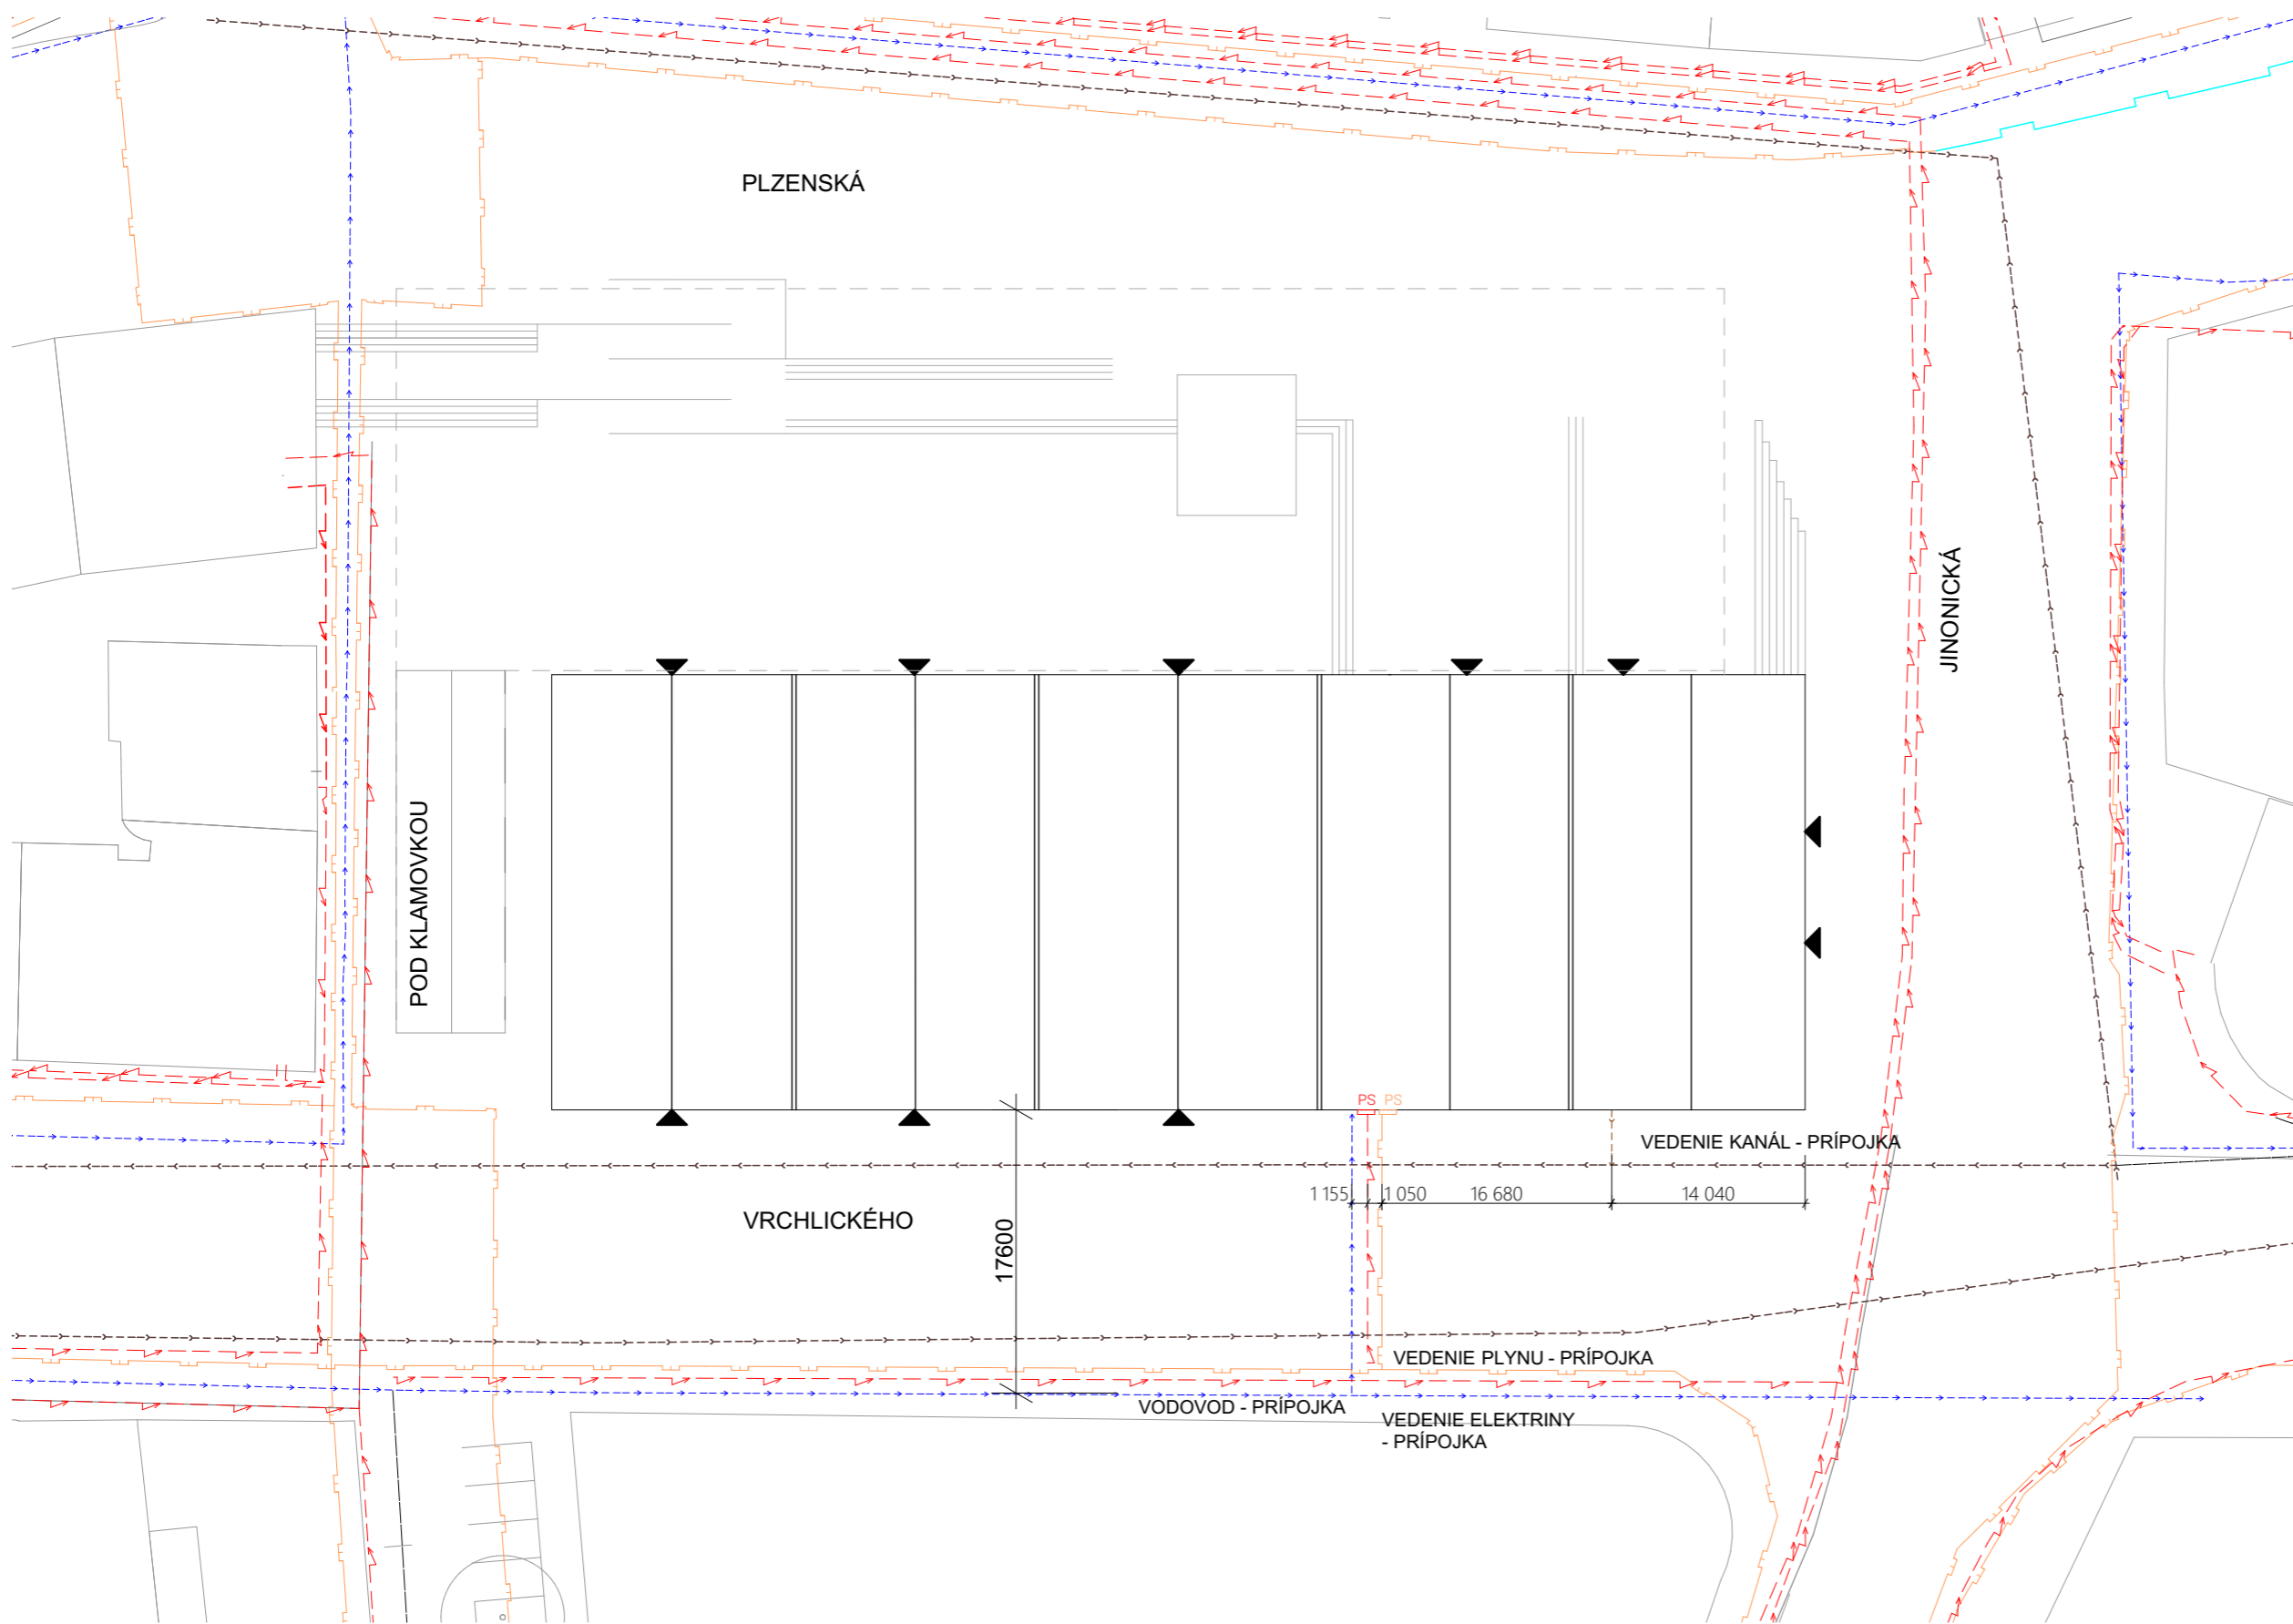 PLZENSKÁ
JINONICKÁ
POD KLAMOVKOU
PS PS
VEDENIE KANÁL - PRÍPOJKA
1 155 1 050 16 680 14 040
VRCHLICKÉHO
17600
VEDENIE PLYNU - PRÍPOJKA
VODOVOD - PRÍPOJKA
VEDENIE ELEKTRINY
- PRÍPOJKA